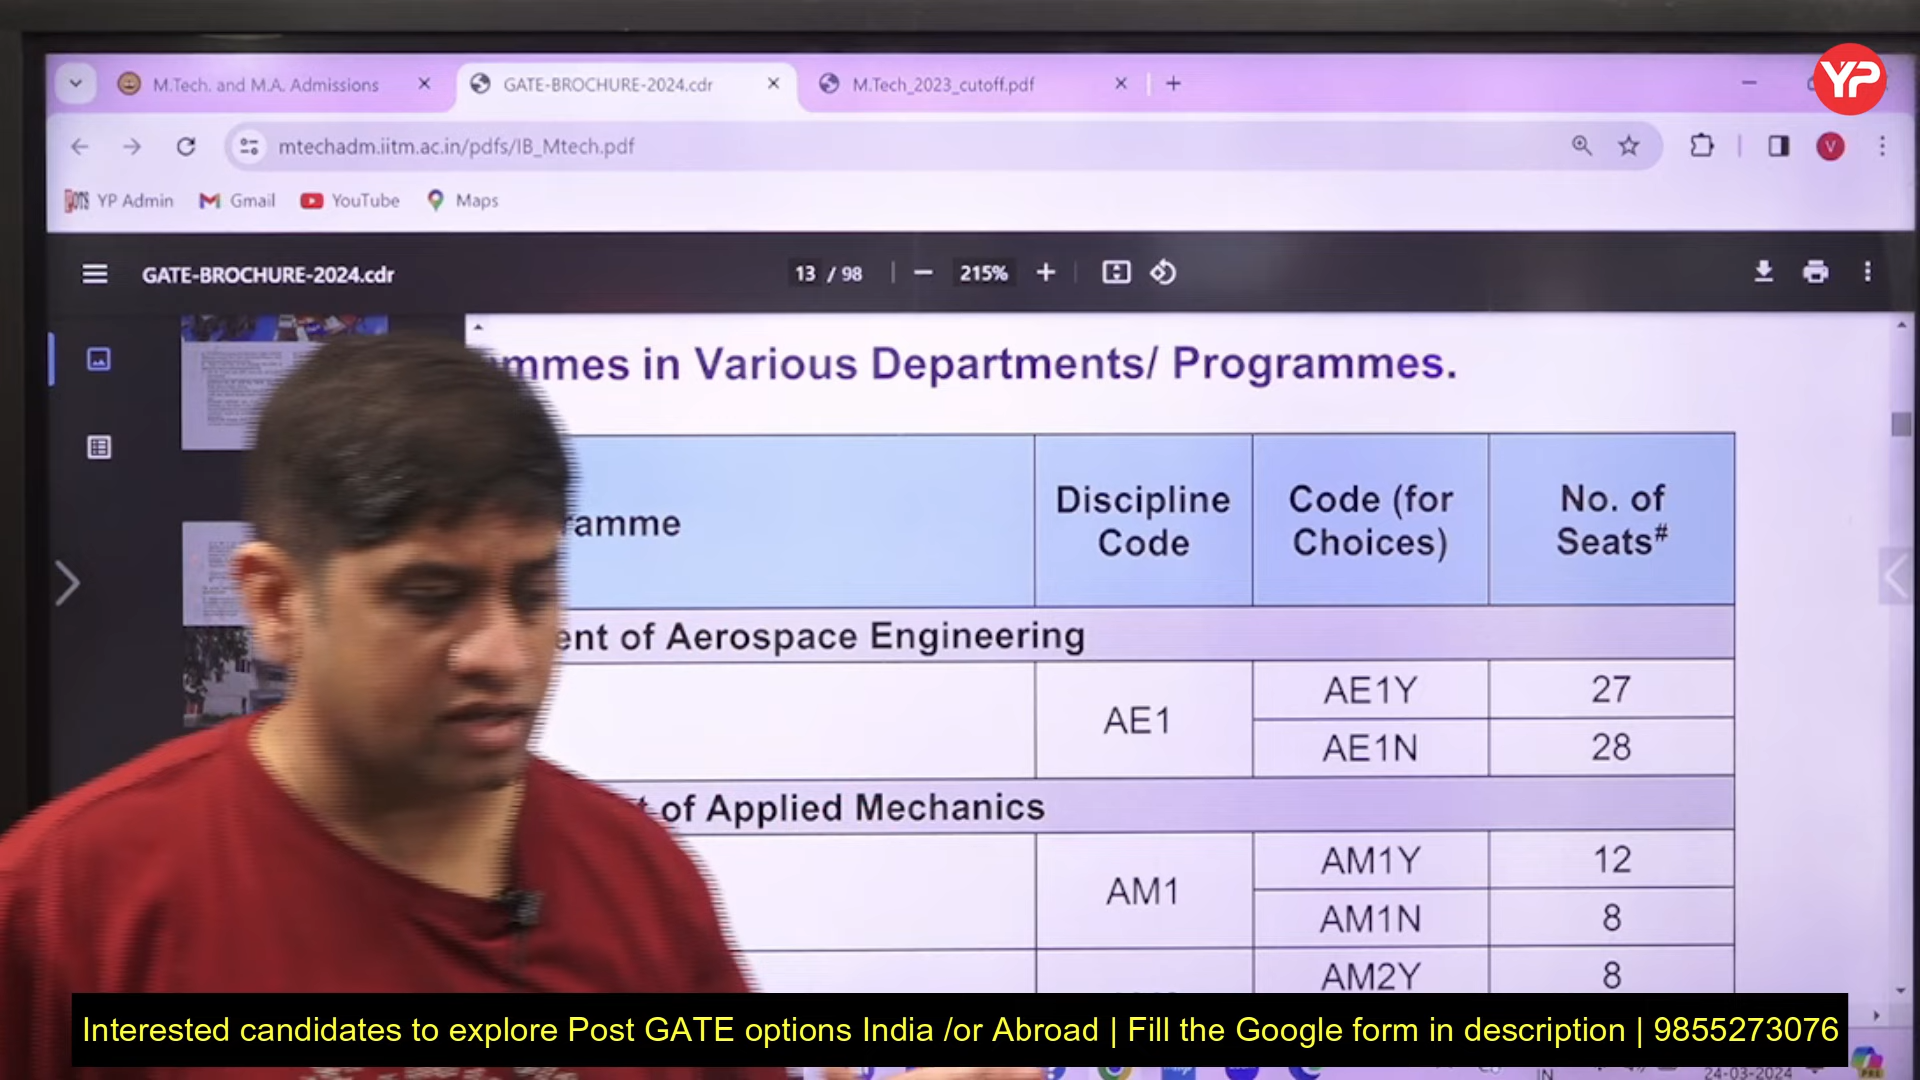 M.Tech. and M.A. Admissions
GATE-BROCHURE-2024.cdr
M.Tech_2023_cutoff.pdf
YP
mtechadm.iitm.ac.in/pdfs/IB_Mtech.pdf
V
YP Admin
Gmail
YouTube
Maps
GATE-BROCHURE-2024.cdr
13 / 98
215%
mmes in Various Departments/ Programmes.
ramme
Discipline Code
Code (for Choices)
No. of Seats#
ent of Aerospace Engineering
AE1
AE1Y 27
AE1N 28
of Applied Mechanics
AM1
AM1Y 12
AM1N 8
AM2Y 8
Interested candidates to explore Post GATE options India /or Abroad | Fill the Google form in description | 9855273076
IN
24-03-2024